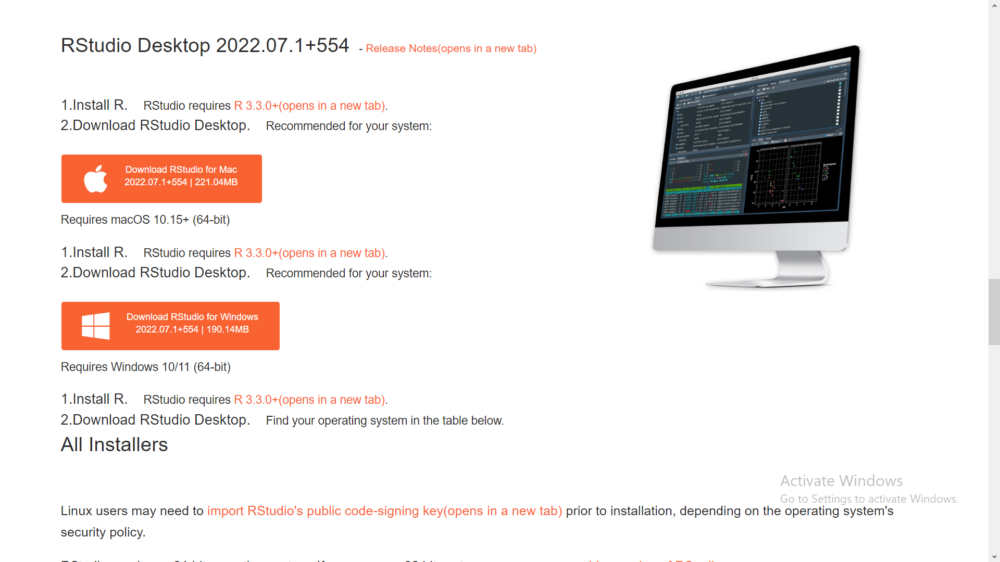 RStudio Desktop 2022.07.1+554 - Release Notes(opens in a new tab)
1.Install R. RStudio requires R 3.3.0+(opens in a new tab).
2.Download RStudio Desktop. Recommended for your system:
Download RStudio for Mac
2022.07.1+554 | 221.04MB
Requires macOS 10.15+ (64-bit)
1.Install R. RStudio requires R 3.3.0+(opens in a new tab).
2.Download RStudio Desktop. Recommended for your system:
Download RStudio for Windows
2022.07.1+554 | 190.14MB
Requires Windows 10/11 (64-bit)
1.Install R. RStudio requires R 3.3.0+(opens in a new tab).
2.Download RStudio Desktop. Find your operating system in the table below.
All Installers
Activate Windows
Go to Settings to activate Windows.
Linux users may need to import RStudio's public code-signing key(opens in a new tab) prior to installation, depending on the operating system's
security policy.